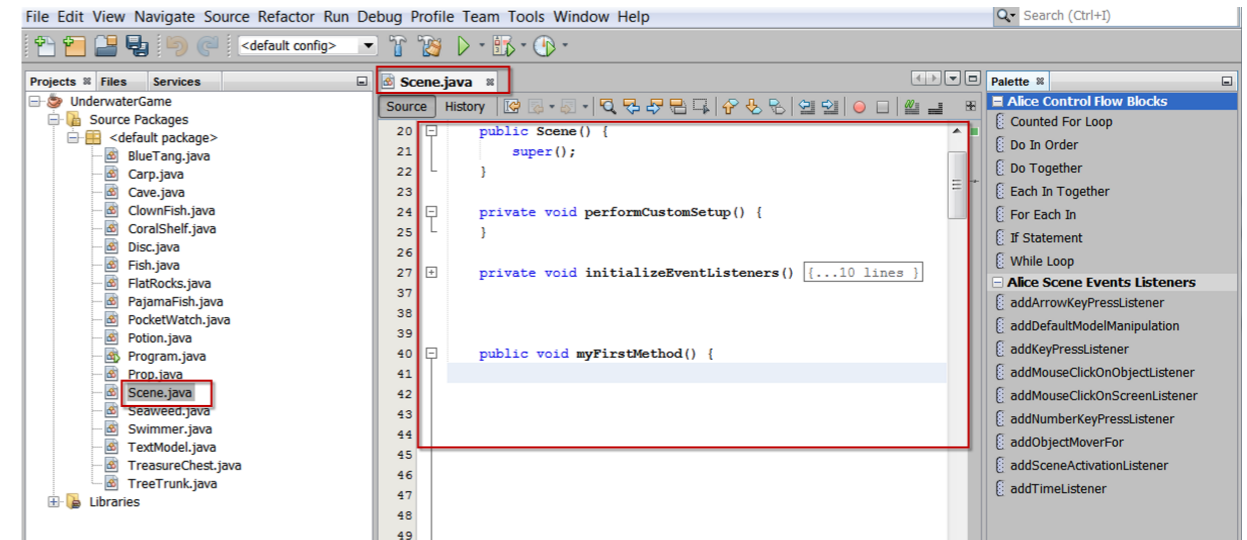 File Edit View Navigate Source Refactor Run Debug Profile Team Tools Window Help
Search (Ctrl+I)
<default config>
Projects Files Services
UnderwaterGame
Source Packages
<default package>
BlueTang.java
Carp.java
Cave.java
ClownFish.java
CoralShelf.java
Disc.java
Fish.java
FlatRocks.java
PajamaFish.java
PocketWatch.java
Potion.java
Program.java
Prop.java
Scene.java
Seaweed.java
Swimmer.java
TextModel.java
TreasureChest.java
TreeTrunk.java
Libraries
Scene.java
Source History
20 public Scene() {
21 super();
22 }
23
24 private void performCustomSetup() {
25 }
26
27 private void initializeEventListeners() {...10 lines }
37
38
39
40 public void myFirstMethod() {
41
42
43
44
45
46
47
48
49
Palette
Alice Control Flow Blocks
Counted For Loop
Do In Order
Do Together
Each In Together
For Each In
If Statement
While Loop
Alice Scene Events Listeners
addArrowKeyPressListener
addDefaultModelManipulation
addKeyPressListener
addMouseClickOnObjectListener
addMouseClickOnScreenListener
addNumberKeyPressListener
addObjectMoverFor
addSceneActivationListener
addTimeListener